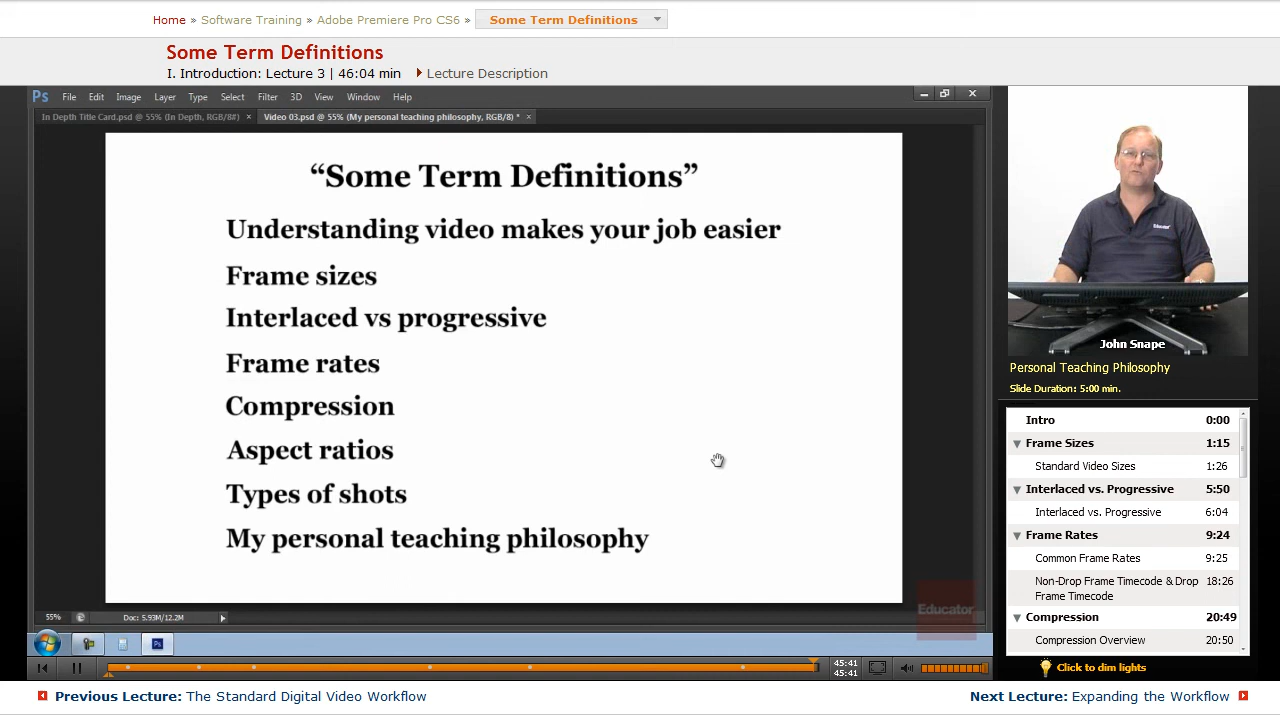 Home » Software Training » Adobe Premiere Pro CS6 » Some Term Definitions
Some Term Definitions
I. Introduction: Lecture 3 | 46:04 min Lecture Description
Ps File Edit Image Layer Type Select Filter 3D View Window Help
In Depth Title Card.psd @ 55% (In Depth, RGB/8#) × Video 03.psd @ 55% (My personal teaching philosophy, RGB/8) * ×
“Some Term Definitions”
Understanding video makes your job easier
Frame sizes
Interlaced vs progressive
Frame rates
Compression
Aspect ratios
Types of shots
My personal teaching philosophy
Educator
55% Doc: 5.93M/12.2M
Ps
45:41
45:41
Educator
John Snape
Personal Teaching Philosophy
Slide Duration: 5:00 min.
Intro 0:00
Frame Sizes 1:15
Standard Video Sizes 1:26
Interlaced vs. Progressive 5:50
Interlaced vs. Progressive 6:04
Frame Rates 9:24
Common Frame Rates 9:25
Non-Drop Frame Timecode & Drop 18:26
Frame Timecode
Compression 20:49
Compression Overview 20:50
Click to dim lights
Previous Lecture: The Standard Digital Video Workflow
Next Lecture: Expanding the Workflow